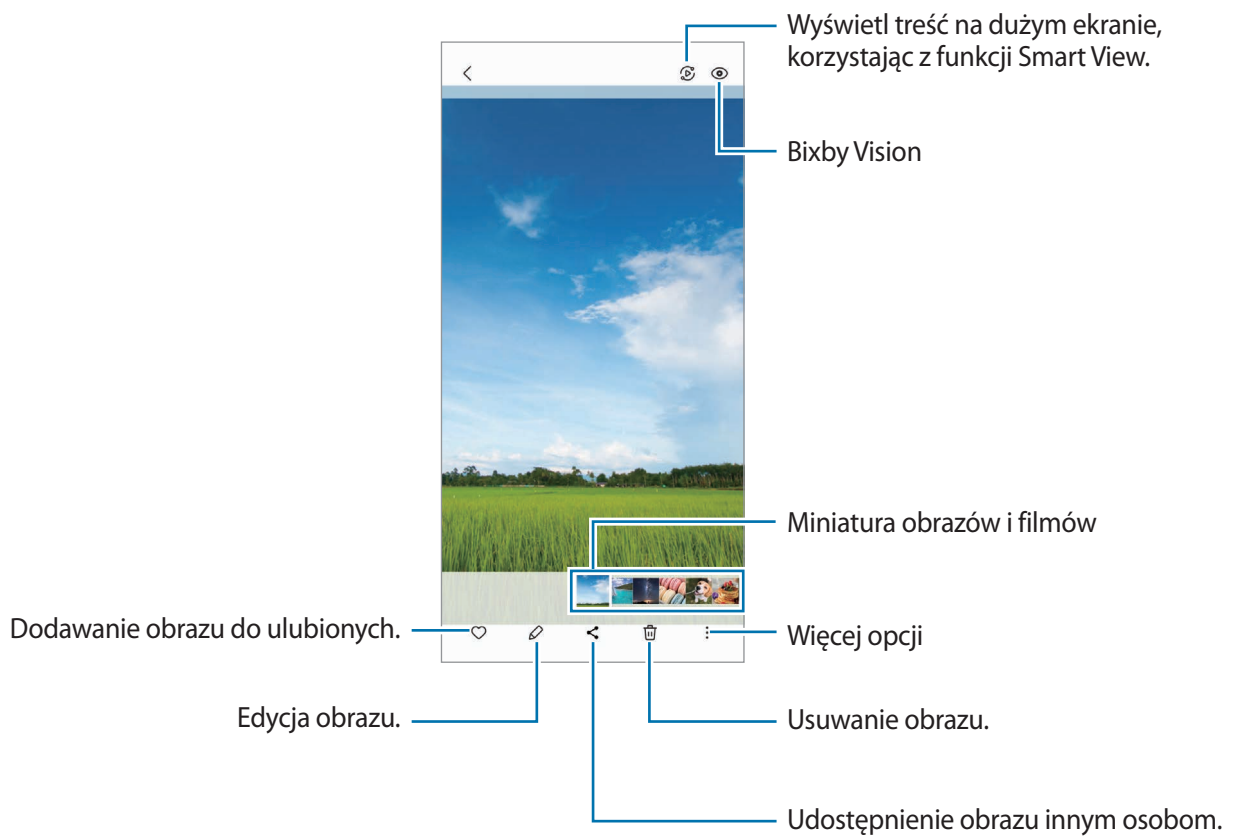 Wyświetl treść na dużym ekranie,
korzystając z funkcji Smart View.
Bixby Vision
Miniatura obrazów i filmów
Dodawanie obrazu do ulubionych.
Więcej opcji
Edycja obrazu.
Usuwanie obrazu.
Udostępnienie obrazu innym osobom.